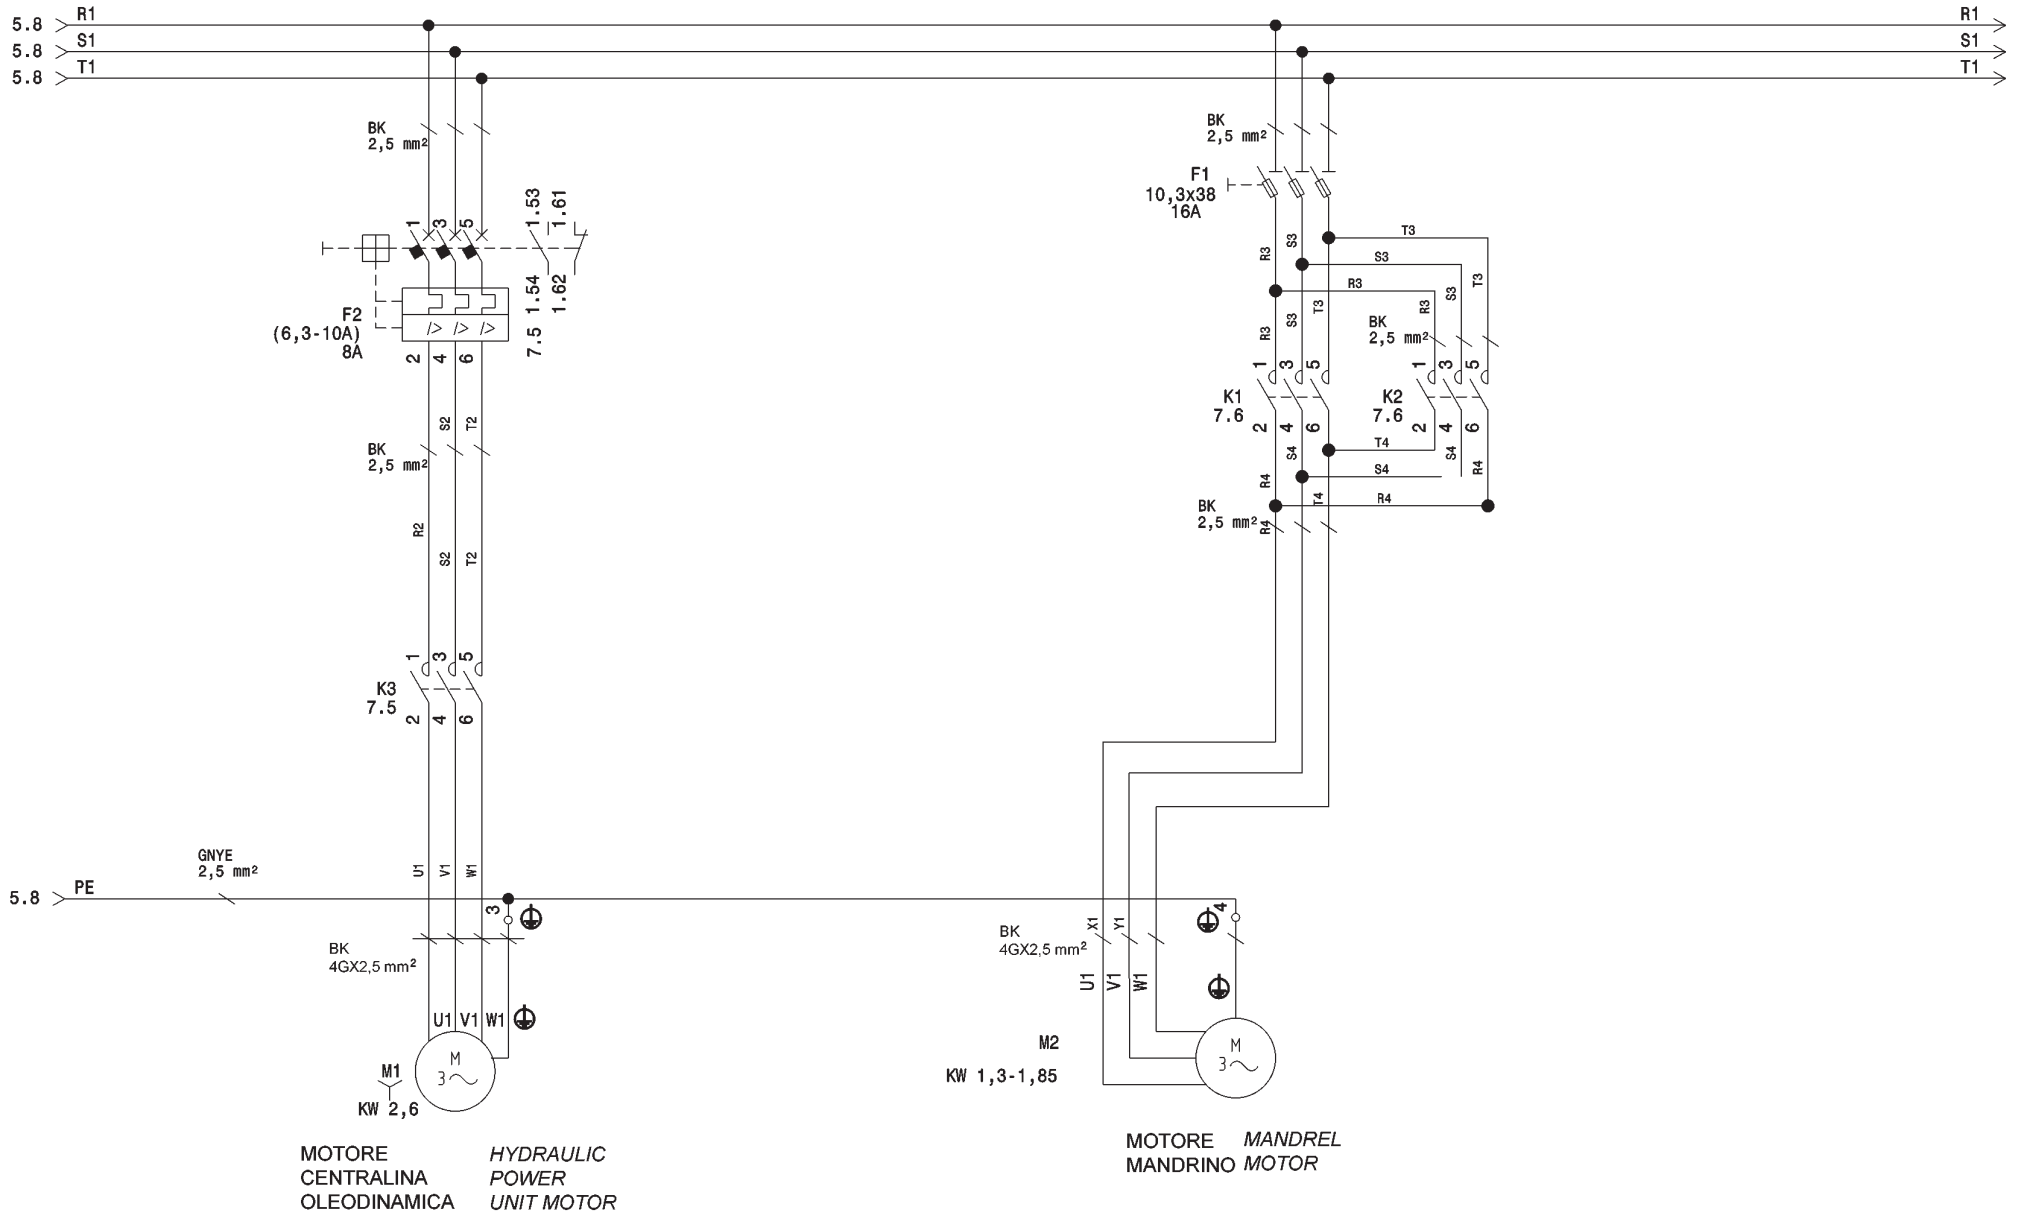 5.8 R1 R1
5.8 S1 S1
5.8 T1 T1
BK
2,5 mm²
BK
2,5 mm²
1 3 5
1.53 1.61
1.54 1.62
7.5
F2
(6,3-10A)
8A
I> I> I>
2 4 6
S2 T2
BK
2,5 mm²
R2
S2 T2
1 3 5
K3
7.5
2 4 6
F1
10,3x38
16A
R3 S3
T3
S3
R3
R3 S3 T3
R3 S3 T3
BK
2,5 mm²
1 3 5
1 3 5
K1
7.6
K2
7.6
2 4 6
2 4 6
T4
S4
R4
R4 S4 T4
S4 R4
BK
2,5 mm²
R4
GNYE
2,5 mm²
5.8 PE
U1 V1 W1
3
BK
4GX2,5 mm²
U1 V1 W1
M
3
M1
KW 2,6
X1 Y1
4
BK
4GX2,5 mm²
U1 V1 W1
M
3
M2
KW 1,3-1,85
MOTORE
CENTRALINA
OLEODINAMICA
HYDRAULIC
POWER
UNIT MOTOR
MOTORE
MANDRINO
MANDREL
MOTOR